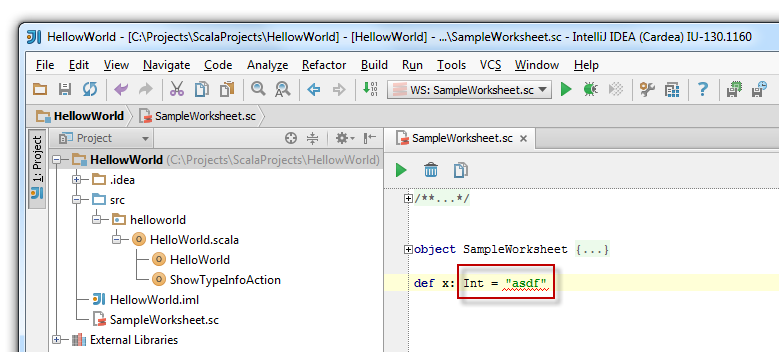 HellowWorld - [C:\Projects\ScalaProjects\HellowWorld] - [HellowWorld] - ...\SampleWorksheet.sc - IntelliJ IDEA (Cardea) IU-130.1160
File Edit View Navigate Code Analyze Refactor Build Run Tools VCS Window Help
WS: SampleWorksheet.sc
HellowWorld SampleWorksheet.sc
1: Project
Project
SampleWorksheet.sc
HellowWorld (C:\Projects\ScalaProjects\HellowWorld)
.idea
src
helloworld
HelloWorld.scala
HelloWorld
ShowTypeInfoAction
HellowWorld.iml
SampleWorksheet.sc
External Libraries
/**...*/
object SampleWorksheet {...}
def x: Int = "asdf"